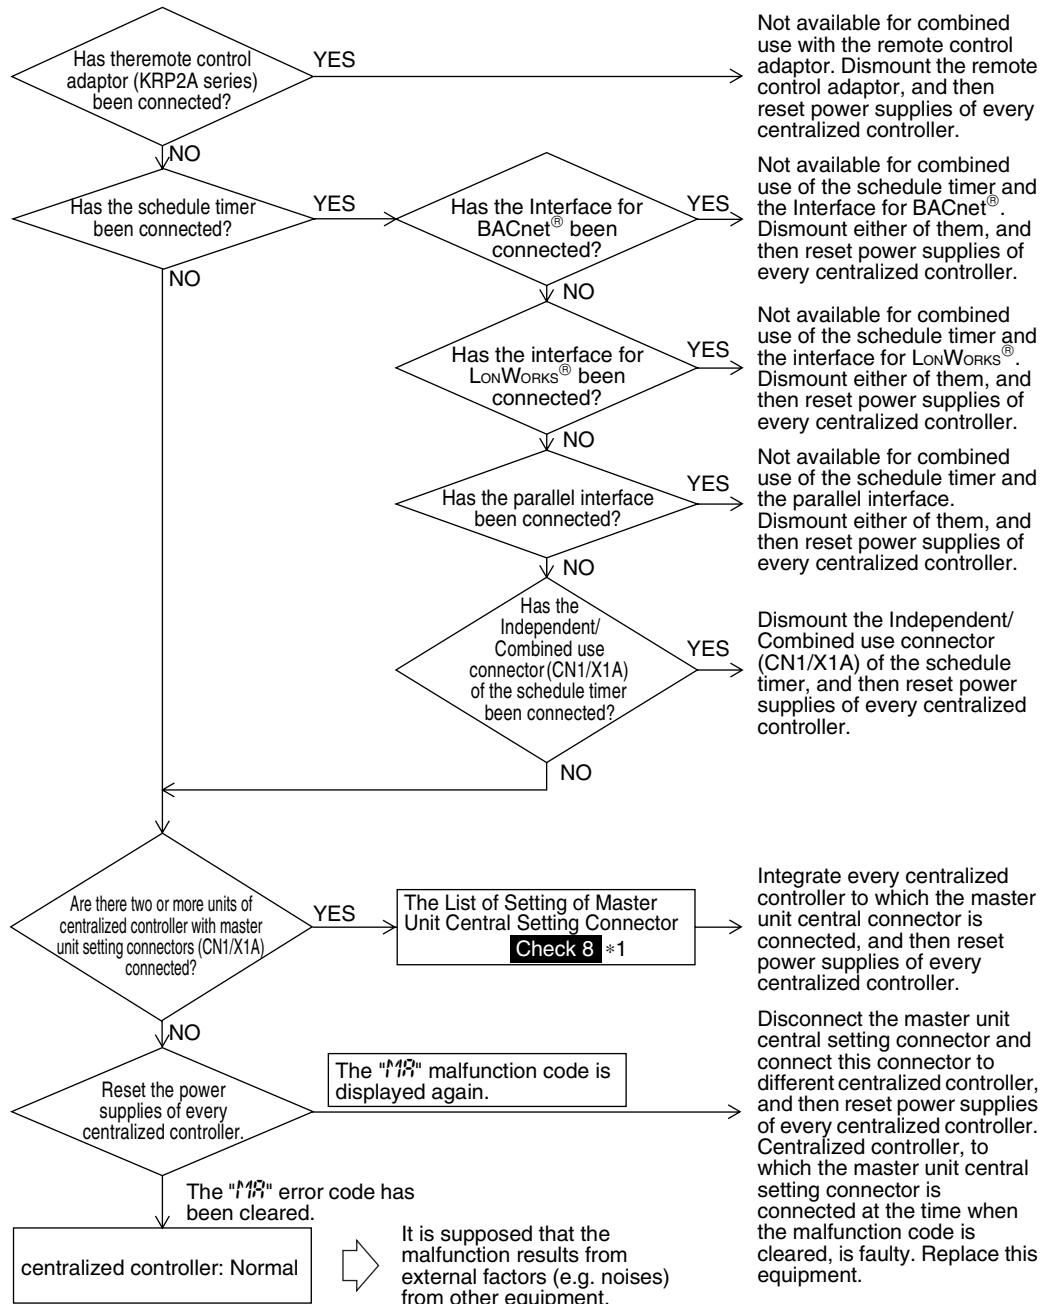 Has theremote control
adaptor (KRP2A series)
been connected?
YES
Not available for combined
use with the remote control
adaptor. Dismount the remote
control adaptor, and then
reset power supplies of every
centralized controller.
NO
Has the schedule timer
been connected?
YES
Has the Interface for
BACnet® been
connected?
YES
Not available for combined
use of the schedule timer and
the Interface for BACnet®.
Dismount either of them, and
then reset power supplies of
every centralized controller.
NO
NO
Has the interface for
LONWORKS® been
connected?
YES
Not available for combined
use of the schedule timer and
the interface for LONWORKS®.
Dismount either of them, and
then reset power supplies of
every centralized controller.
NO
Has the parallel interface
been connected?
YES
Not available for combined
use of the schedule timer and
the parallel interface.
Dismount either of them, and
then reset power supplies of
every centralized controller.
NO
Has the
Independent/
Combined use
connector (CN1/X1A)
of the schedule timer
been connected?
YES
Dismount the Independent/
Combined use connector
(CN1/X1A) of the schedule
timer, and then reset power
supplies of every centralized
controller.
NO
Are there two or more units of
centralized controller with master
unit setting connectors (CN1/X1A)
connected?
YES
The List of Setting of Master
Unit Central Setting Connector
Check 8 *1
Integrate every centralized
controller to which the master
unit central connector is
connected, and then reset
power supplies of every
centralized controller.
NO
Reset the power
supplies of every
centralized controller.
The "MA" malfunction code is
displayed again.
Disconnect the master unit
central setting connector and
connect this connector to
different centralized controller,
and then reset power supplies
of every centralized controller.
Centralized controller, to
which the master unit central
setting connector is
connected at the time when
the malfunction code is
cleared, is faulty. Replace this
equipment.
The "MA" error code has
been cleared.
centralized controller: Normal
It is supposed that the
malfunction results from
external factors (e.g. noises)
from other equipment.